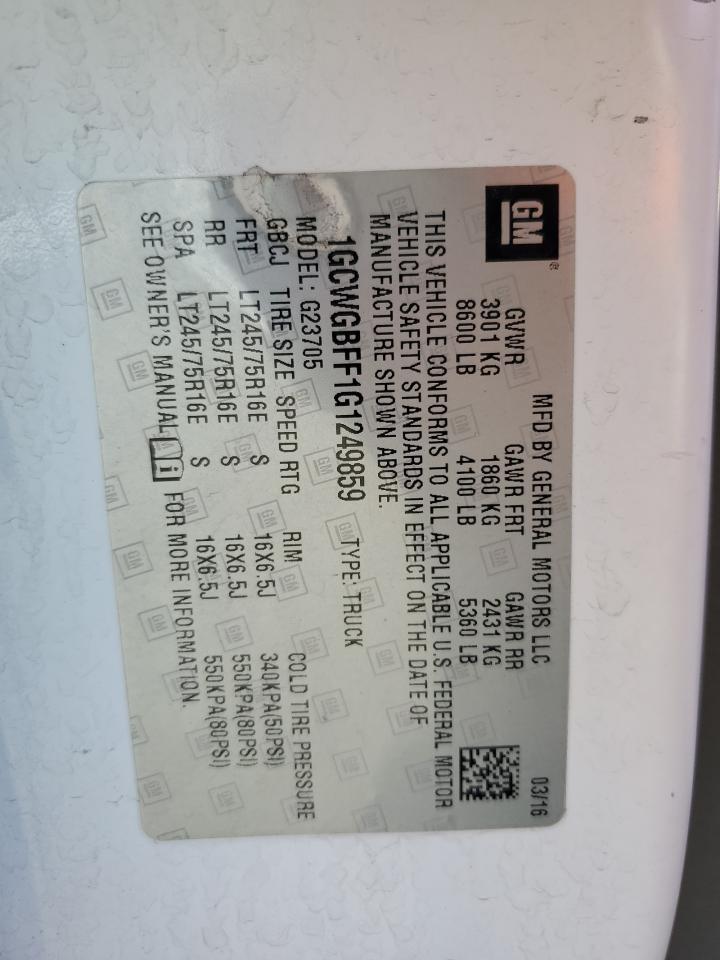 GM®
MFD BY GENERAL MOTORS LLC 03/16
GVWR GAWR FRT GAWR RR
3901 KG 1860 KG 2431 KG
8600 LB 4100 LB 5360 LB
THIS VEHICLE CONFORMS TO ALL APPLICABLE U.S. FEDERAL MOTOR
VEHICLE SAFETY STANDARDS IN EFFECT ON THE DATE OF
MANUFACTURE SHOWN ABOVE.
1GCWGBFF1G1249859 TYPE: TRUCK
MODEL: G23705
GBCJ TIRE SIZE SPEED RTG RIM COLD TIRE PRESSURE
FRT LT245/75R16E S 16X6.5J 340KPA(50PSI)
RR LT245/75R16E S 16X6.5J 550KPA(80PSI)
SPA LT245/75R16E S 16X6.5J 550KPA(80PSI)
SEE OWNER'S MANUAL FOR MORE INFORMATION.